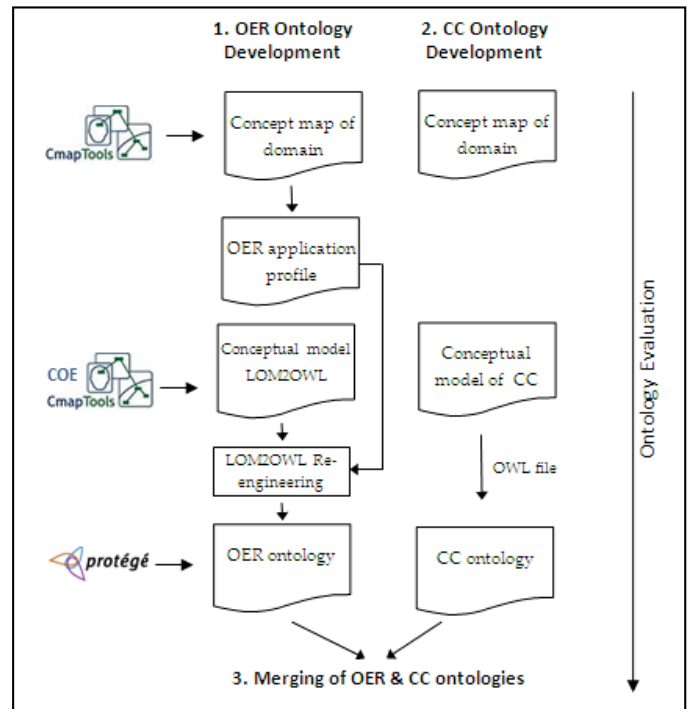 1. OER Ontology
Development
2. CC Ontology
Development
CmapTools
Concept map of
domain
Concept map of
domain
OER application
profile
COE
CmapTools
Conceptual model
LOM2OWL
Conceptual
model of CC
LOM2OWL Re-
engineering
OWL file
protégé
OER ontology
CC ontology
3. Merging of OER & CC ontologies
Ontology Evaluation